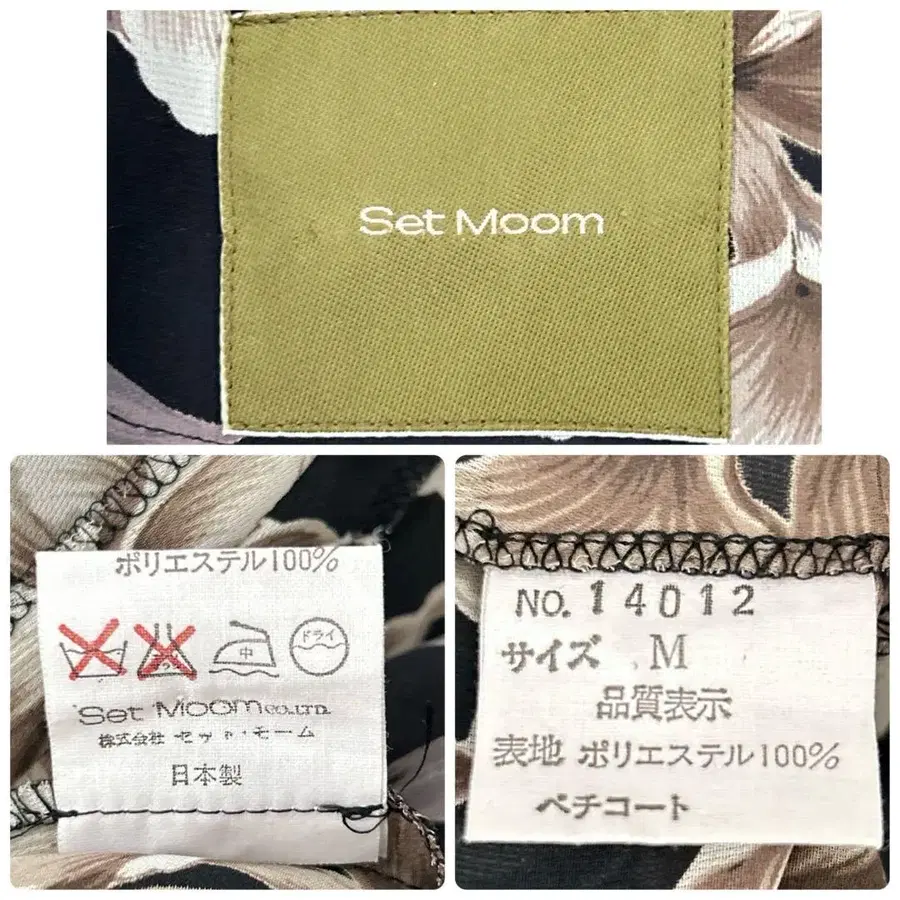 Set Moom
ポリエステル100%
中 ドライ
Set Moom CO.,LTD.
株式会社 セット・モーム
日本製
NO. 14012
サイズ M
品質表示
表地 ポリエステル100%
ペチコート